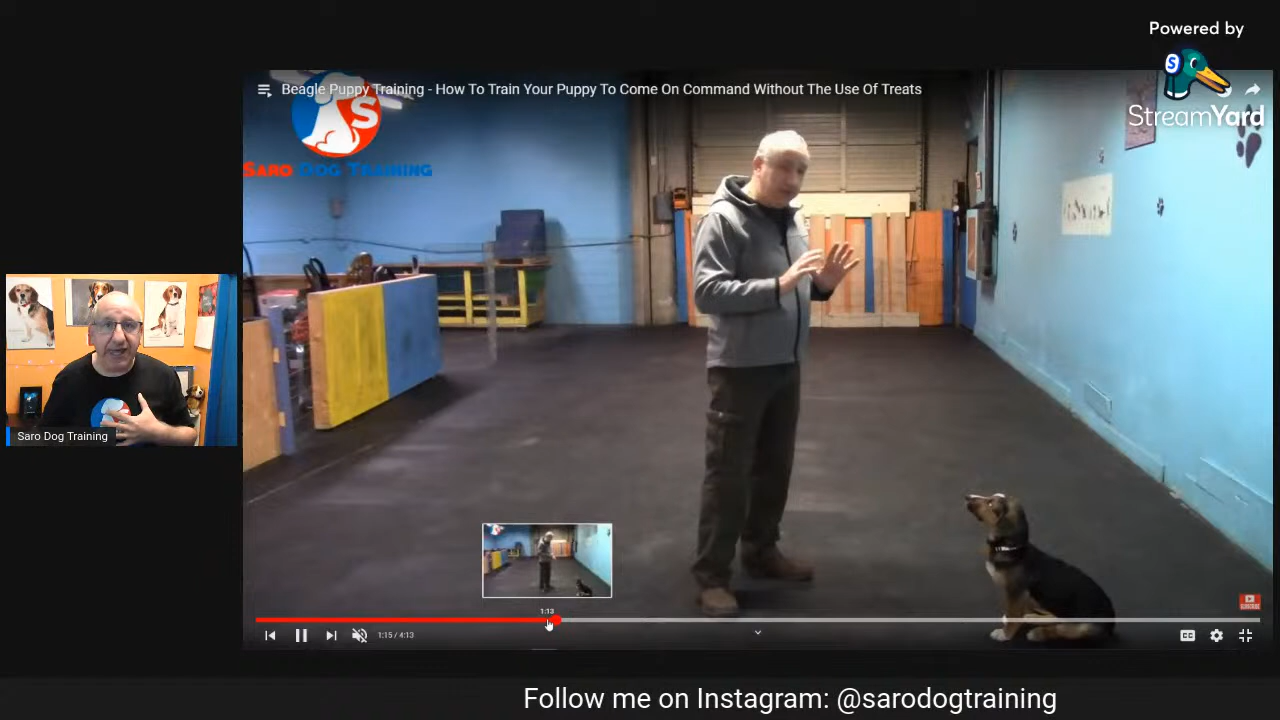 Powered by
StreamYard
Beagle Puppy Training - How To Train Your Puppy To Come On Command Without The Use Of Treats
S
SARO DOG TRAINING
Saro Dog Training
1:13
1:15 / 4:13
CC
Follow me on Instagram: @sarodogtraining